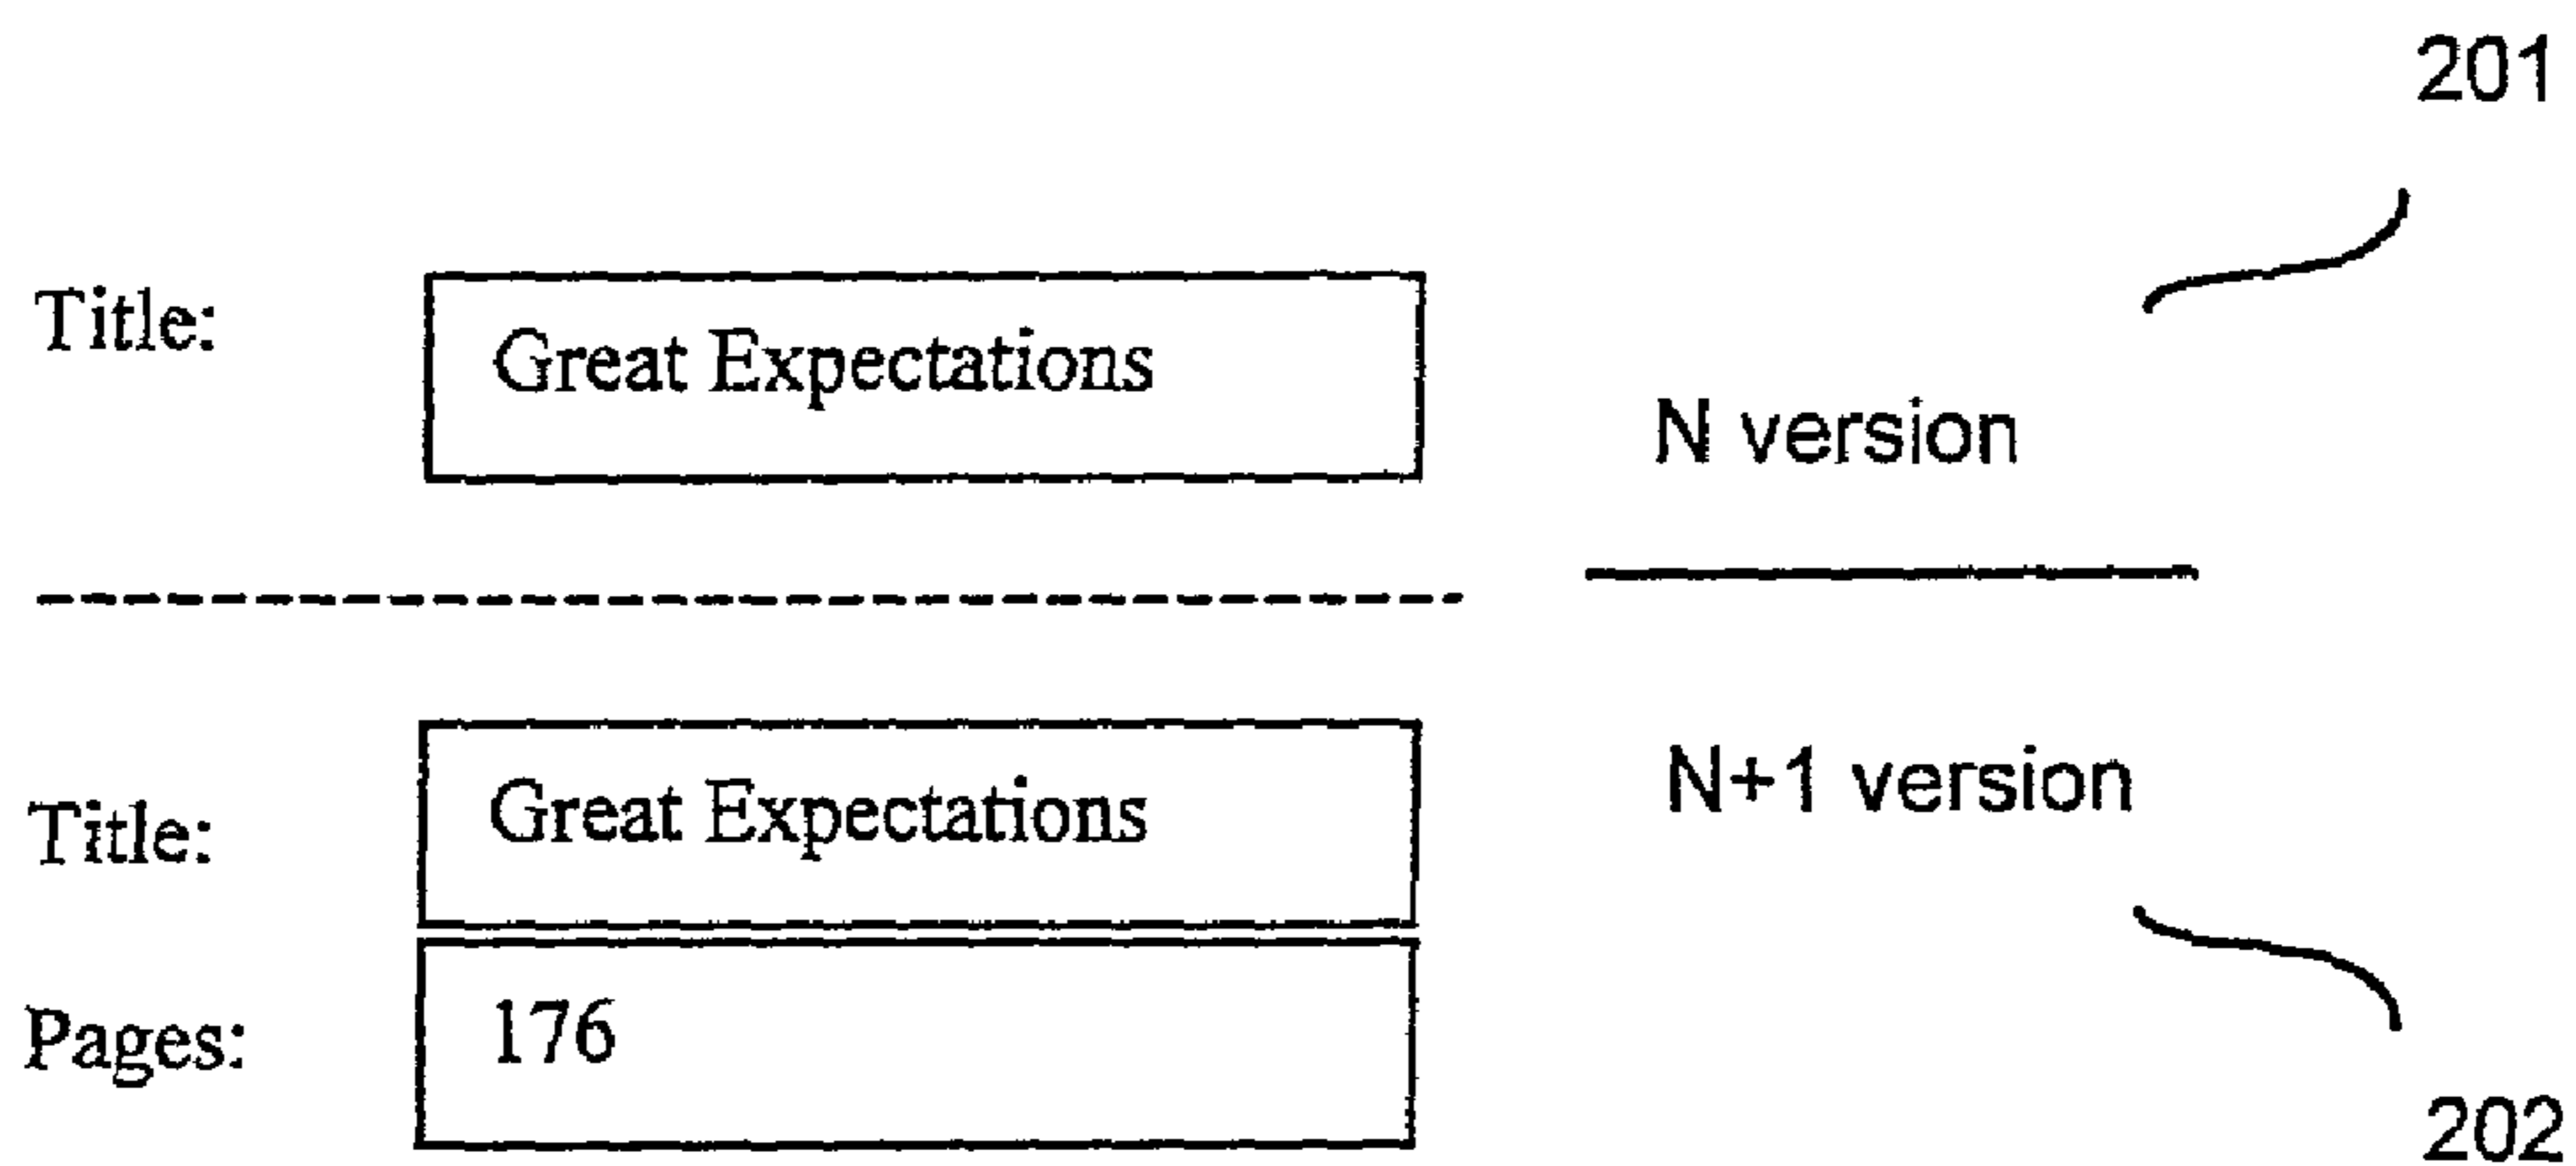 201
Title: Great Expectations
N version
Title: Great Expectations
N+1 version
Pages: 176
202